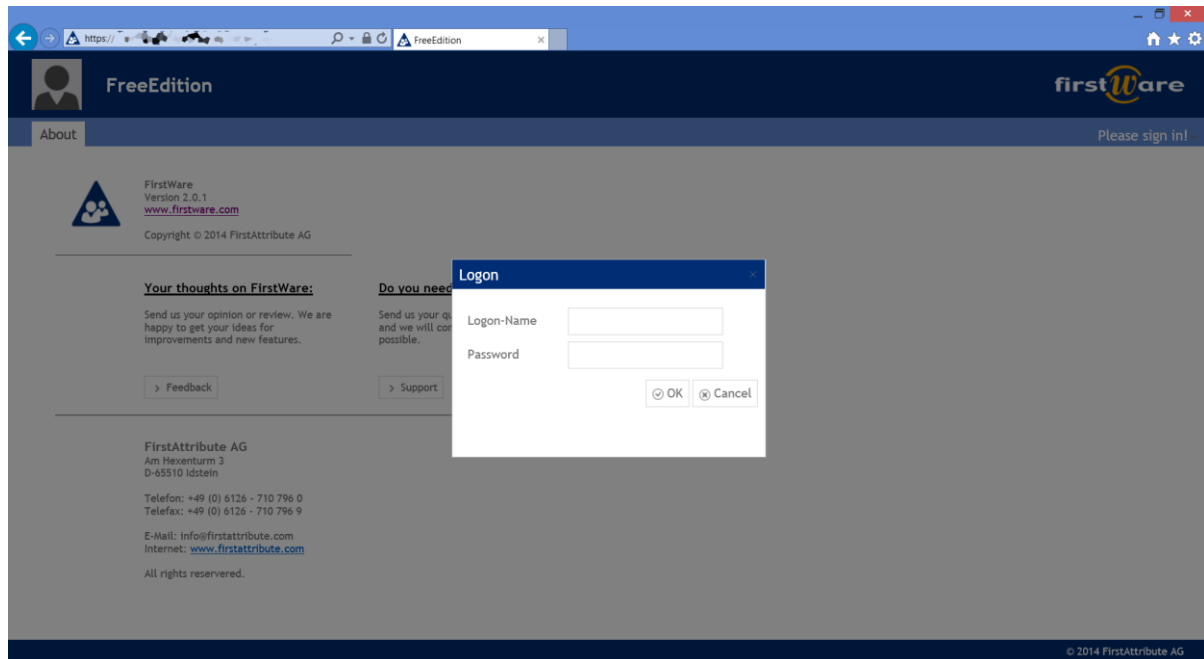 https://
FreeEdition
FreeEdition
firstWare
About
Please sign in!
FirstWare
Version 2.0.1
www.firstware.com
Copyright © 2014 FirstAttribute AG
Your thoughts on FirstWare:
Send us your opinion or review. We are
happy to get your ideas for
improvements and new features.
> Feedback
Do you need
Send us your
and we will
possible.
> Support
Logon
Logon-Name
Password
OK
Cancel
FirstAttribute AG
Am Hexenturm 3
D-65510 Idstein
Telefon: +49 (0) 6126 - 710 796 0
Telefax: +49 (0) 6126 - 710 796 9
E-Mail: info@firstattribute.com
Internet: www.firstattribute.com
All rights reservered.
© 2014 FirstAttribute AG